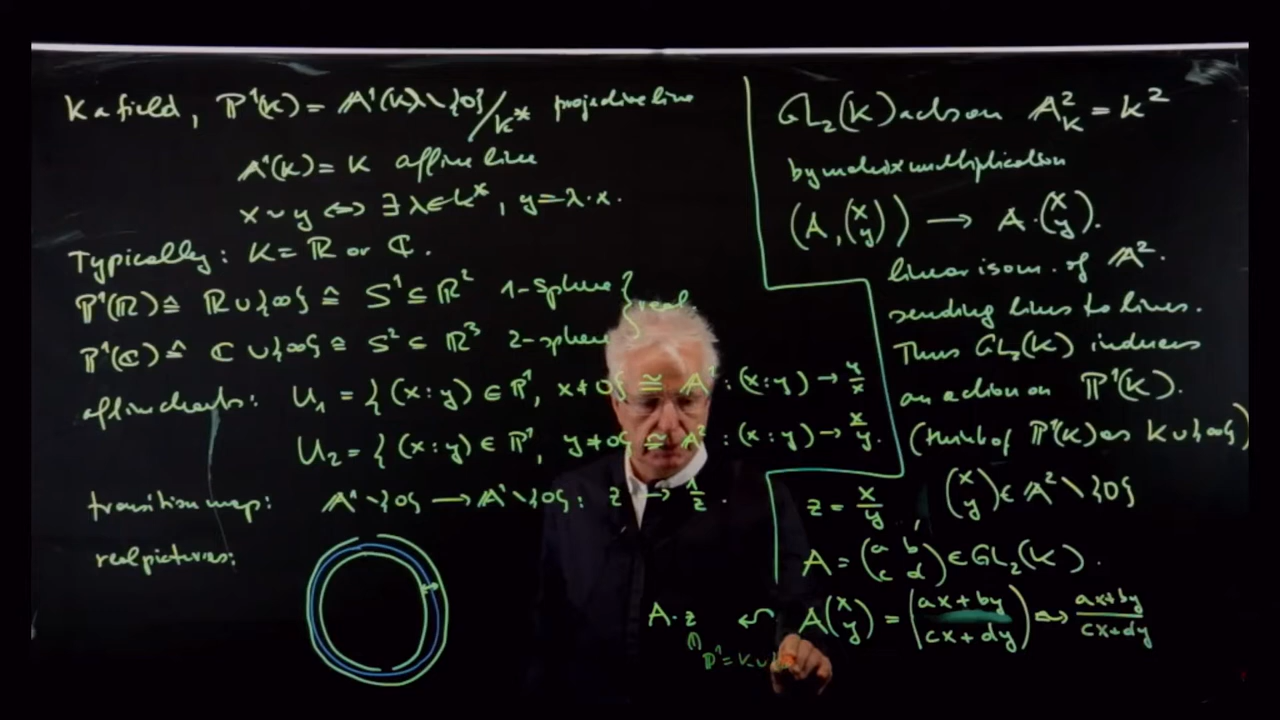 K a field, P¹(K) = A¹(K)\{0}/K* projective line
A¹(K) = K affine line
x ~ y ⟺ ∃ λ ∈ K*, y = λ·x.
Typically: K = ℝ or ℂ.
P¹(ℝ) ≙ ℝ ∪ {∞} ≙ S¹ ⊆ ℝ² 1-sphere } real
P¹(ℂ) ≙ ℂ ∪ {∞} ≅ S² ⊆ ℝ³ 2-sphere
affine charts: U₁ = { (x:y) ∈ P¹, x ≠ 0} ≅ A¹ : (x:y) → y/x
U₂ = { (x:y) ∈ P¹, y ≠ 0} ≅ A² : (x:y) → x/y.
transition map: A¹\{0} → A¹\{0} : z → 1/z.
real pictures:
GL₂(K) acts on A²_K = K²
by matrix multiplication
(A, (x y)) → A·(x y).
linear isom. of A².
sending lines to lines.
Thus GL₂(K) induces
an action on P¹(K).
(think of P¹(K) as K ∪ {∞})
z = x/y, (x y) ∈ A²\{0}
A = (a b c d) ∈ GL₂(K).
A·z ↜ A(x y) = (ax+by cx+dy) ↝ ax+by/cx+dy
P¹ = K ∪